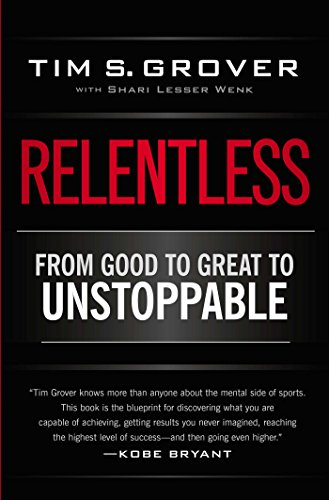 TIM S. GROVER
WITH SHARI LESSER WENK
RELENTLESS
FROM GOOD TO GREAT TO
UNSTOPPABLE
“Tim Grover knows more than anyone about the mental side of sports.
This book is the blueprint for discovering what you are
capable of achieving, getting results you never imagined, reaching
the highest level of success—and then going even higher.”
—KOBE BRYANT